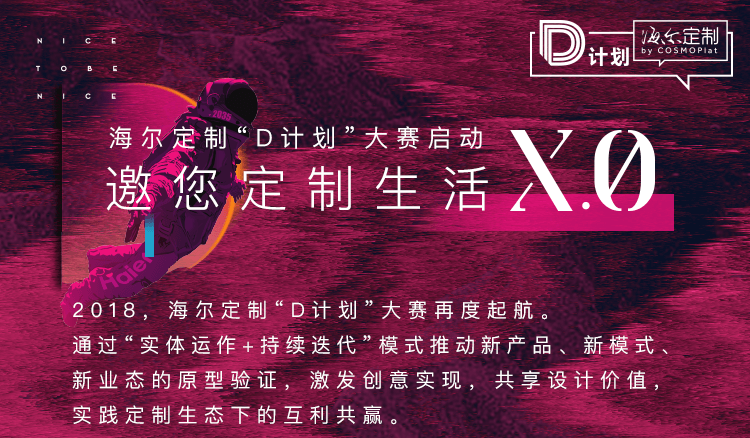 NICE
TOBE
NICE
D计划
海尔定制
by COSMOPlat
2030
海尔定制“D计划”大赛启动
邀您定制生活 X.0
Haier
2018，海尔定制“D计划”大赛再度起航。
通过“实体运作+持续迭代”模式推动新产品、新模式、
新业态的原型验证，激发创意实现，共享设计价值，
实践定制生态下的互利共赢。